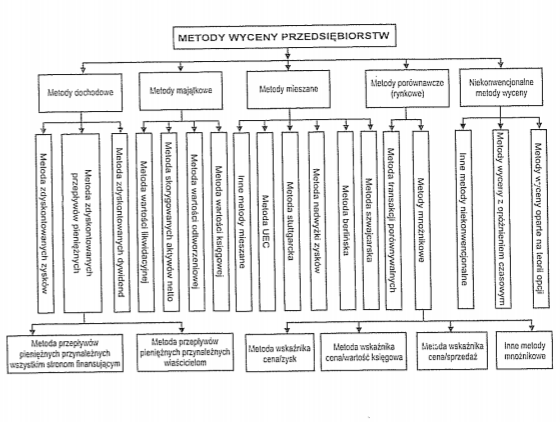 METODY WYCENY PRZEDSIĘBIORSTW
Metody dochodowe
Metody majątkowe
Metody mieszane
Metody porównawcze
(rynkowe)
Niekonwencjonalne
metody wyceny
Metoda zdyskontowanych zysków
Metoda zdyskontowanych
przepływów pieniężnych
Metoda zdyskontowanych dywidend
Metoda wartości likwidacyjnej
Metoda skorygowanych aktywów netto
Metoda wartości odtworzeniowej
Metoda wartości księgowej
Inne metody mieszane
Metoda UEC
Metoda stuttgarcka
Metoda nadwyżki zysków
Metoda berlińska
Metoda szwajcarska
Metoda transakcji porównywalnych
Metody mnożnikowe
Inne metody niekonwencjonalne
Metody wyceny z opóźnieniem czasowym
Metody wyceny oparte na teorii opcji
Metoda przepływów
pieniężnych przynależnych
wszystkim stronom finansującym
Metoda przepływów
pieniężnych przynależnych
właścicielom
Metoda wskaźnika
cena/zysk
Metoda wskaźnika
cena/wartość księgowa
Metoda wskaźnika
cena/sprzedaż
Inne metody
mnożnikowe